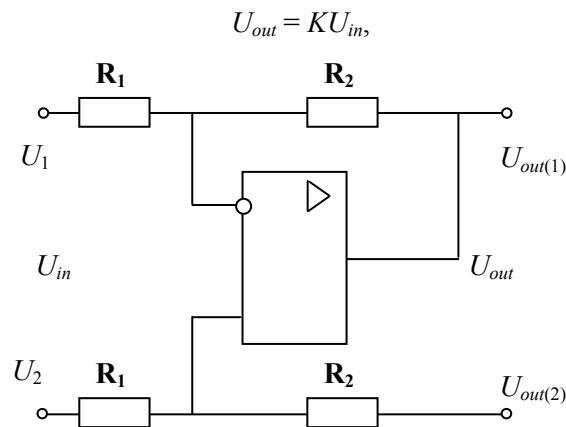 U_out = KU_in,
R₁ R₂
U₁ U_out(1)
U_in U_out
U₂ R₁ R₂ U_out(2)